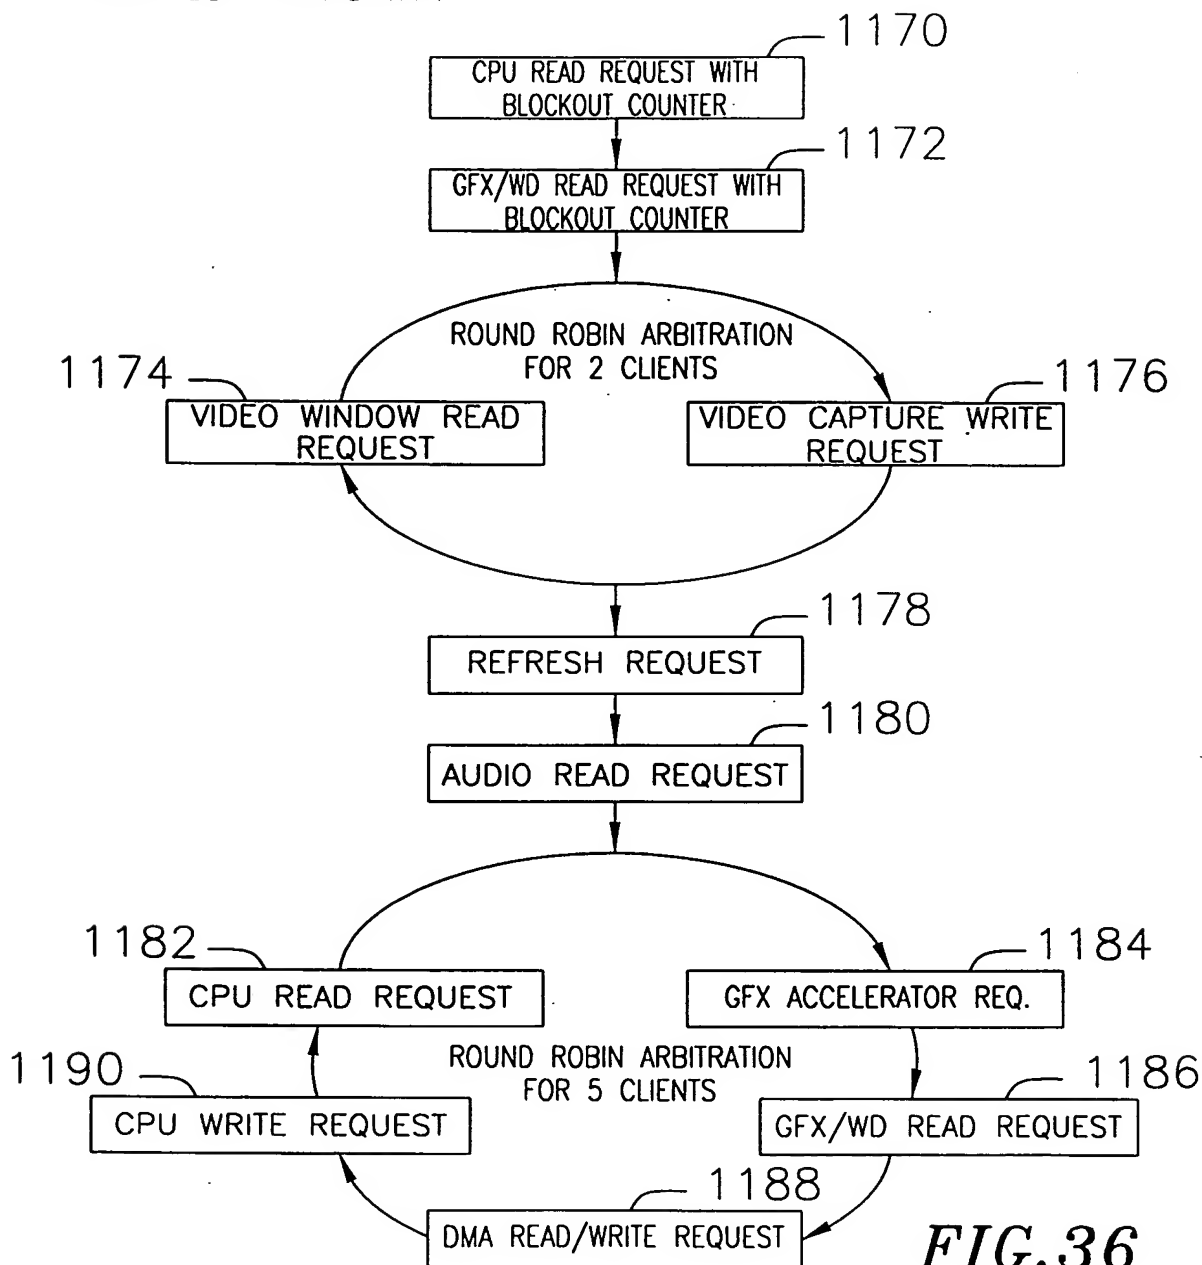 1170
CPU READ REQUEST WITH
BLOCKOUT COUNTER
1172
GFX/WD READ REQUEST WITH
BLOCKOUT COUNTER
ROUND ROBIN ARBITRATION
FOR 2 CLIENTS
1174
1176
VIDEO WINDOW READ
REQUEST
VIDEO CAPTURE WRITE
REQUEST
1178
REFRESH REQUEST
1180
AUDIO READ REQUEST
1182
1184
CPU READ REQUEST
GFX ACCELERATOR REQ.
ROUND ROBIN ARBITRATION
FOR 5 CLIENTS
1190
1186
CPU WRITE REQUEST
GFX/WD READ REQUEST
1188
DMA READ/WRITE REQUEST
FIG.36